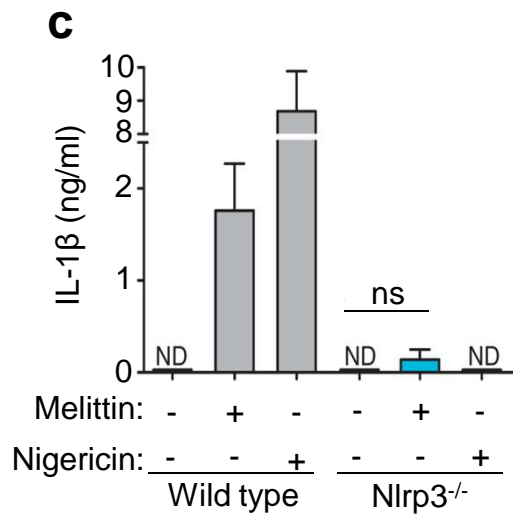 c
IL-1β (ng/ml)
10
9
8
2
1
0
ND
ND
ns
ND
Melittin: - + - - + -
Nigericin: - - + - - +
Wild type
Nlrp3-/-